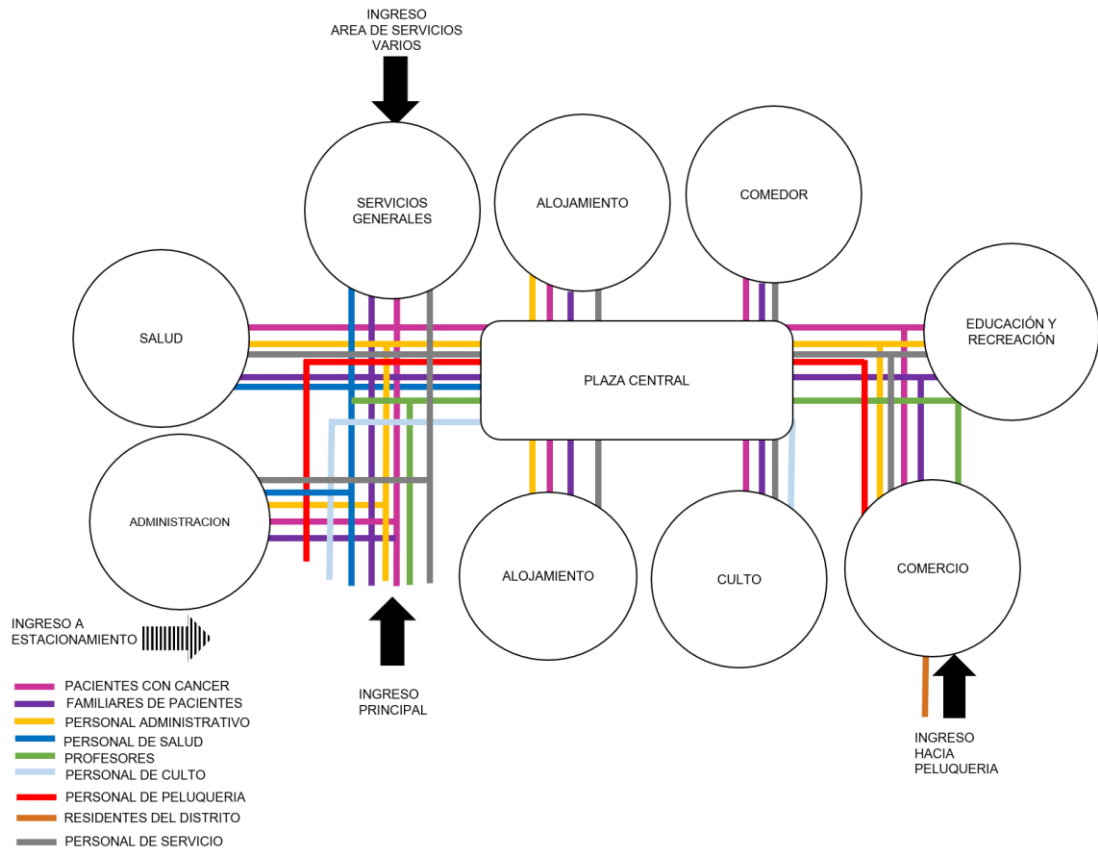 INGRESO
AREA DE SERVICIOS
VARIOS
SERVICIOS
GENERALES
ALOJAMIENTO
COMEDOR
SALUD
EDUCACIÓN Y
RECREACIÓN
PLAZA CENTRAL
ADMINISTRACION
ALOJAMIENTO
CULTO
COMERCIO
INGRESO A
ESTACIONAMIENTO
INGRESO
PRINCIPAL
INGRESO
HACIA
PELUQUERIA
PACIENTES CON CANCER
FAMILIARES DE PACIENTES
PERSONAL ADMINISTRATIVO
PERSONAL DE SALUD
PROFESORES
PERSONAL DE CULTO
PERSONAL DE PELUQUERIA
RESIDENTES DEL DISTRITO
PERSONAL DE SERVICIO